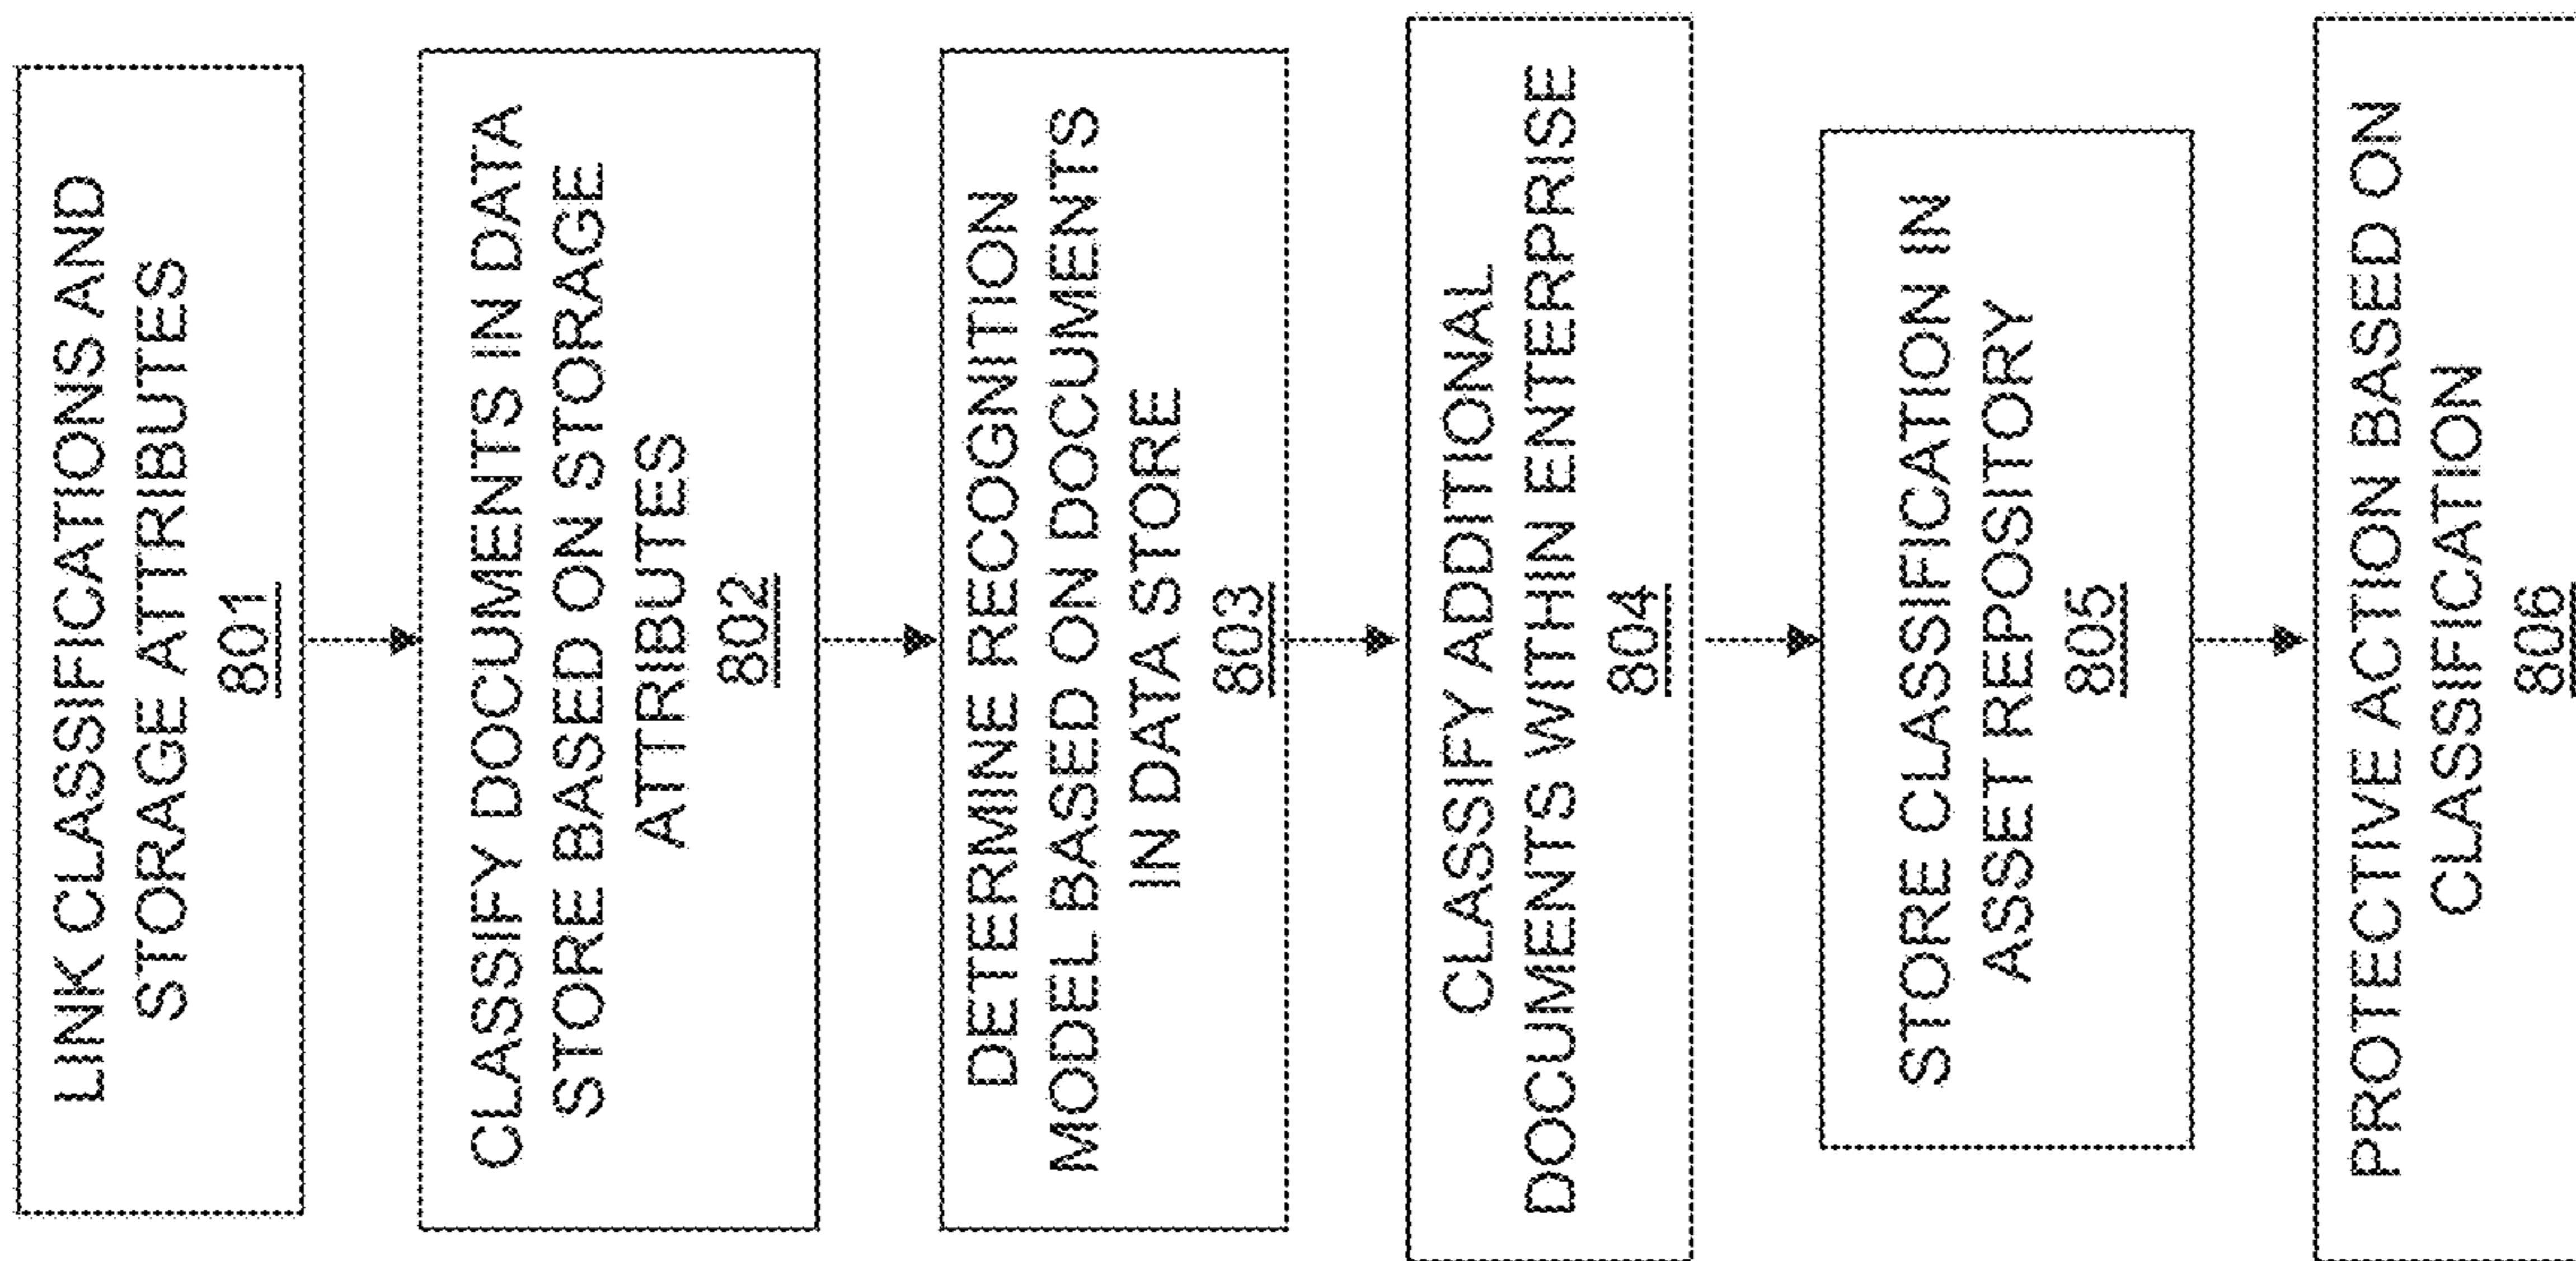 LINK CLASSIFICATIONS AND
STORAGE ATTRIBUTES
801
CLASSIFY DOCUMENTS IN DATA
STORE BASED ON STORAGE
ATTRIBUTES
802
DETERMINE RECOGNITION
MODEL BASED ON DOCUMENTS
IN DATA STORE
803
CLASSIFY ADDITIONAL
DOCUMENTS WITHIN ENTERPRISE
804
STORE CLASSIFICATION IN
ASSET REPOSITORY
805
PROTECTIVE ACTION BASED ON
CLASSIFICATION
806